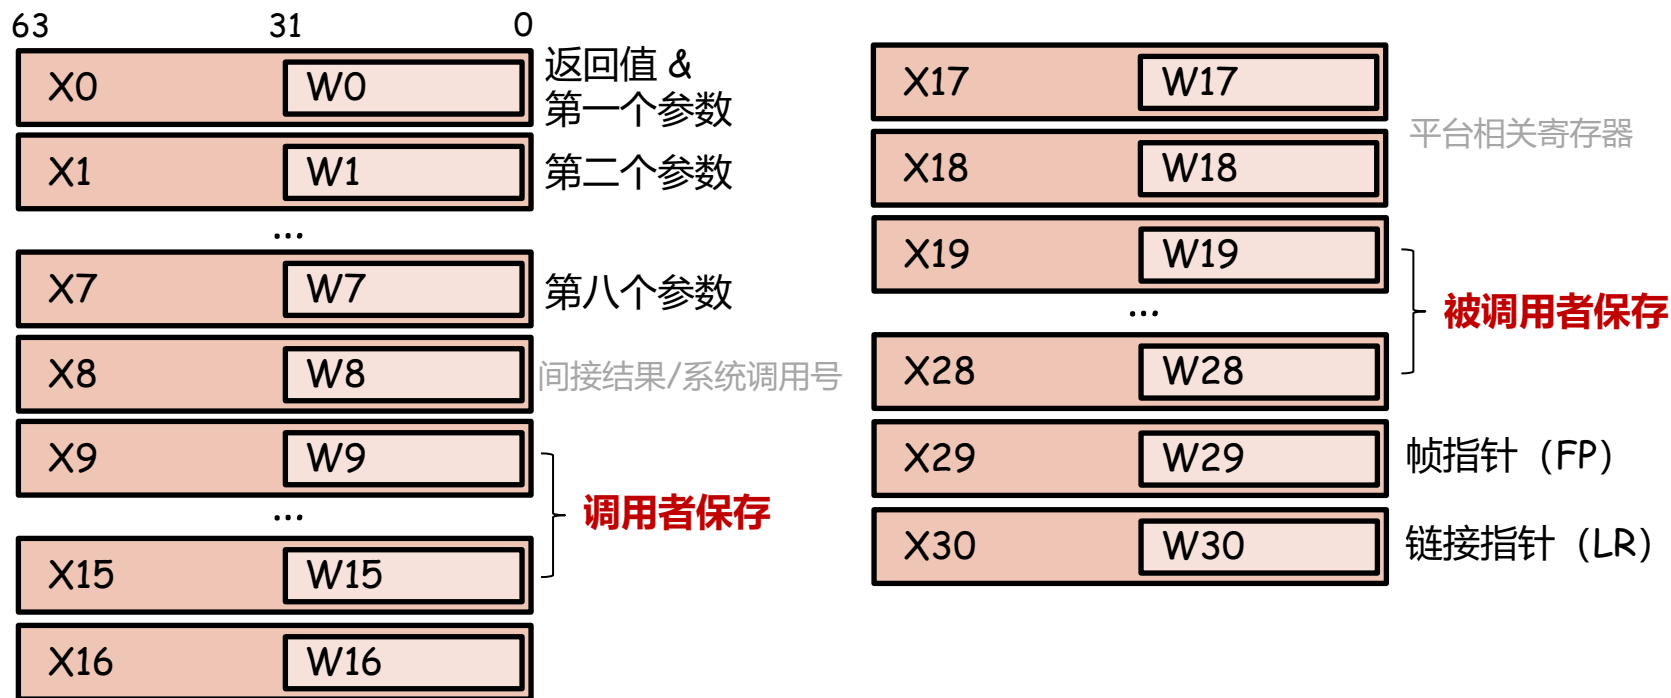 63 31 0
X0 W0 返回值 &
第一个参数
X1 W1 第二个参数
...
X7 W7 第八个参数
X8 W8 间接结果/系统调用号
X9 W9
...
调用者保存
X15 W15
X16 W16
X17 W17
平台相关寄存器
X18 W18
X19 W19
...
被调用者保存
X28 W28
X29 W29 帧指针（FP）
X30 W30 链接指针（LR）